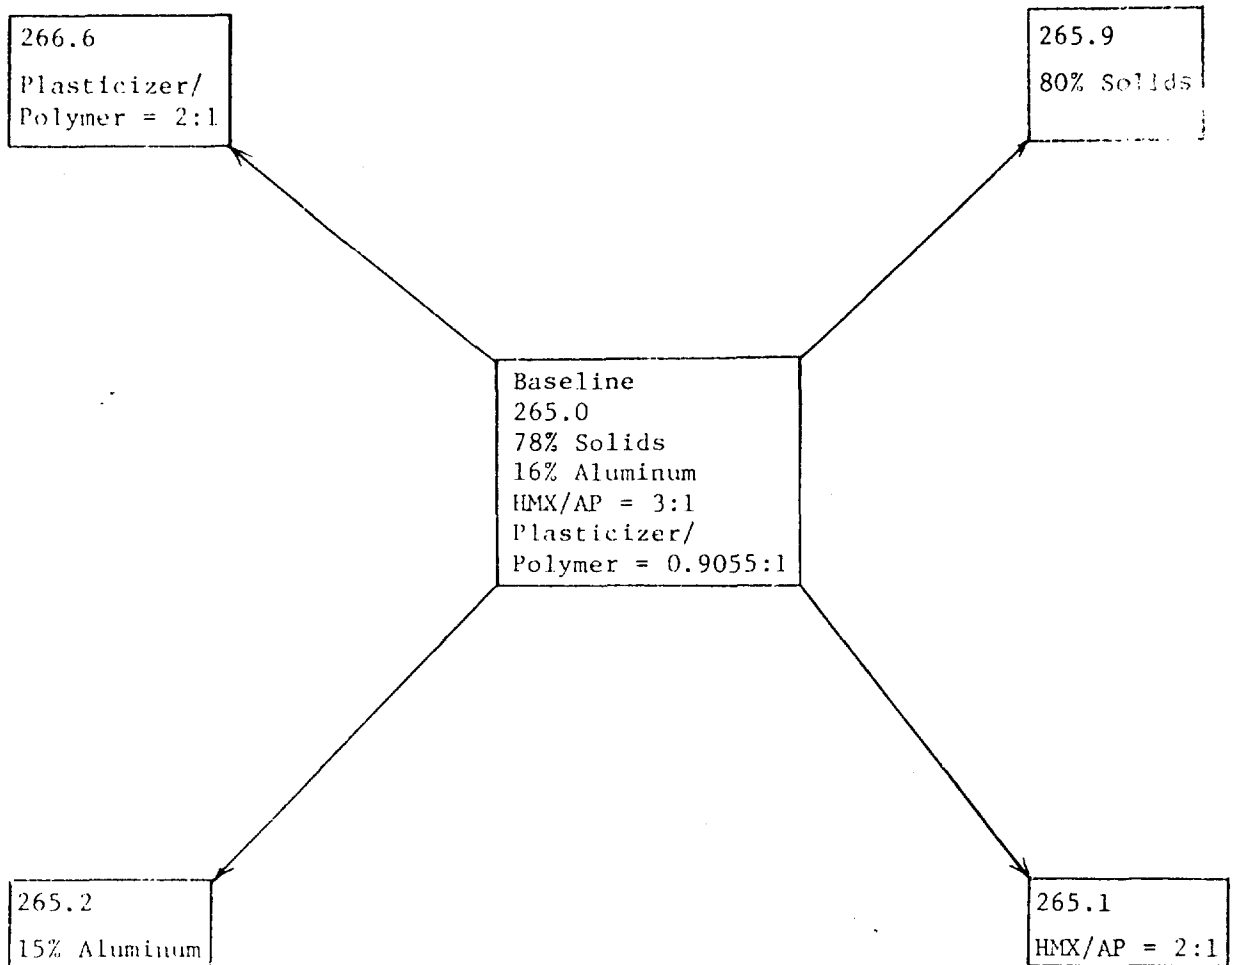 266.6
Plasticizer/
Polymer = 2:1
265.9
80% Solids
Baseline
265.0
78% Solids
16% Aluminum
HMX/AP = 3:1
Plasticizer/
Polymer = 0.9055:1
265.2
15% Aluminum
265.1
HMX/AP = 2:1